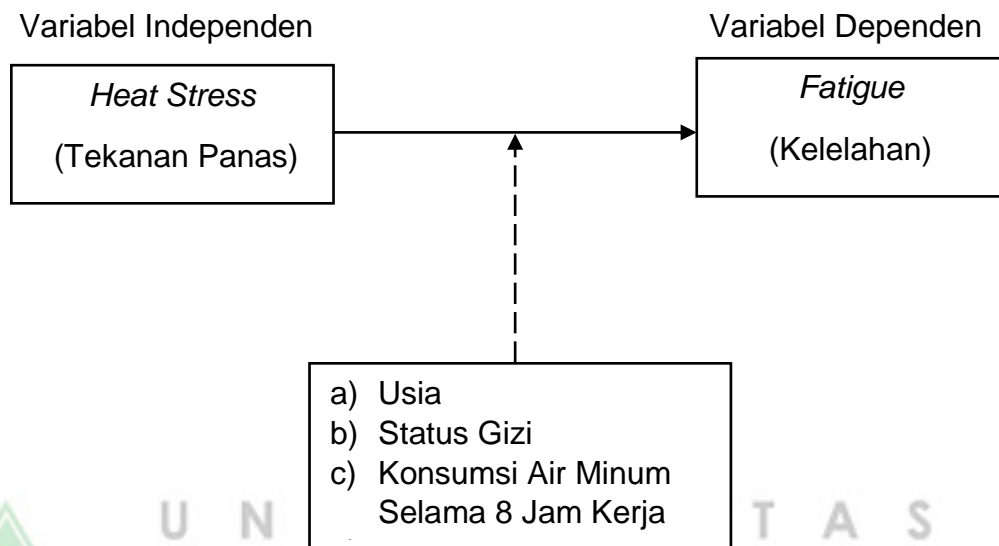 Variabel Independen
Variabel Dependen
Heat Stress
(Tekanan Panas)
Fatigue
(Kelelahan)
a) Usia
b) Status Gizi
c) Konsumsi Air Minum
Selama 8 Jam Kerja
U N
T A S